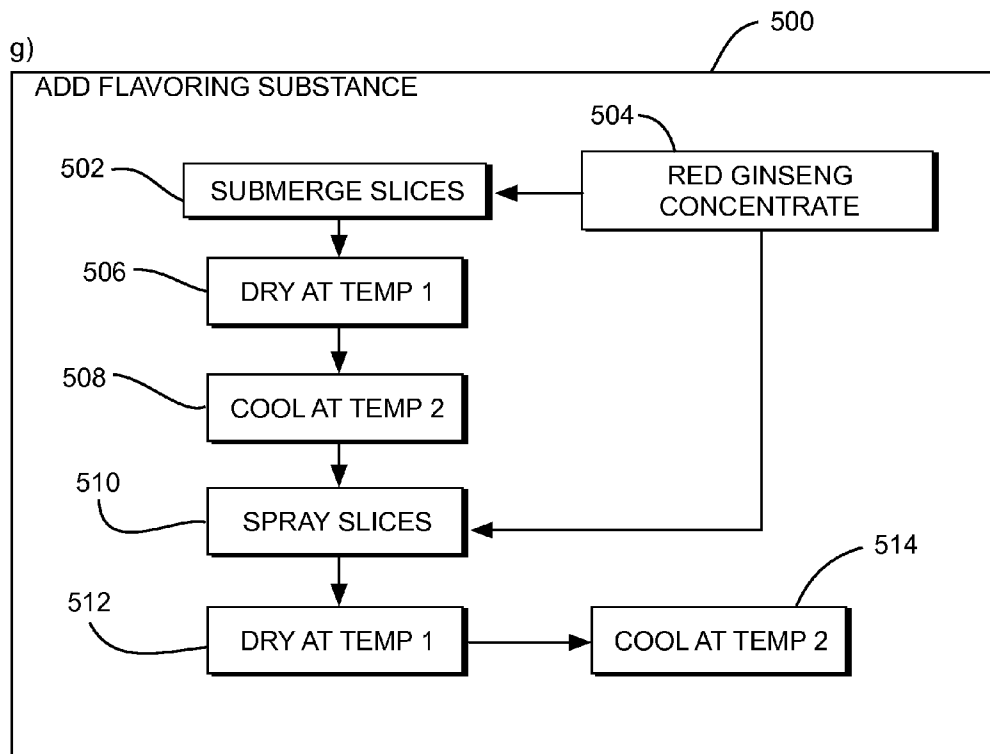 500
g)
ADD FLAVORING SUBSTANCE
504
502
SUBMERGE SLICES
RED GINSENG
CONCENTRATE
506
DRY AT TEMP 1
508
COOL AT TEMP 2
510
SPRAY SLICES
514
512
DRY AT TEMP 1
COOL AT TEMP 2